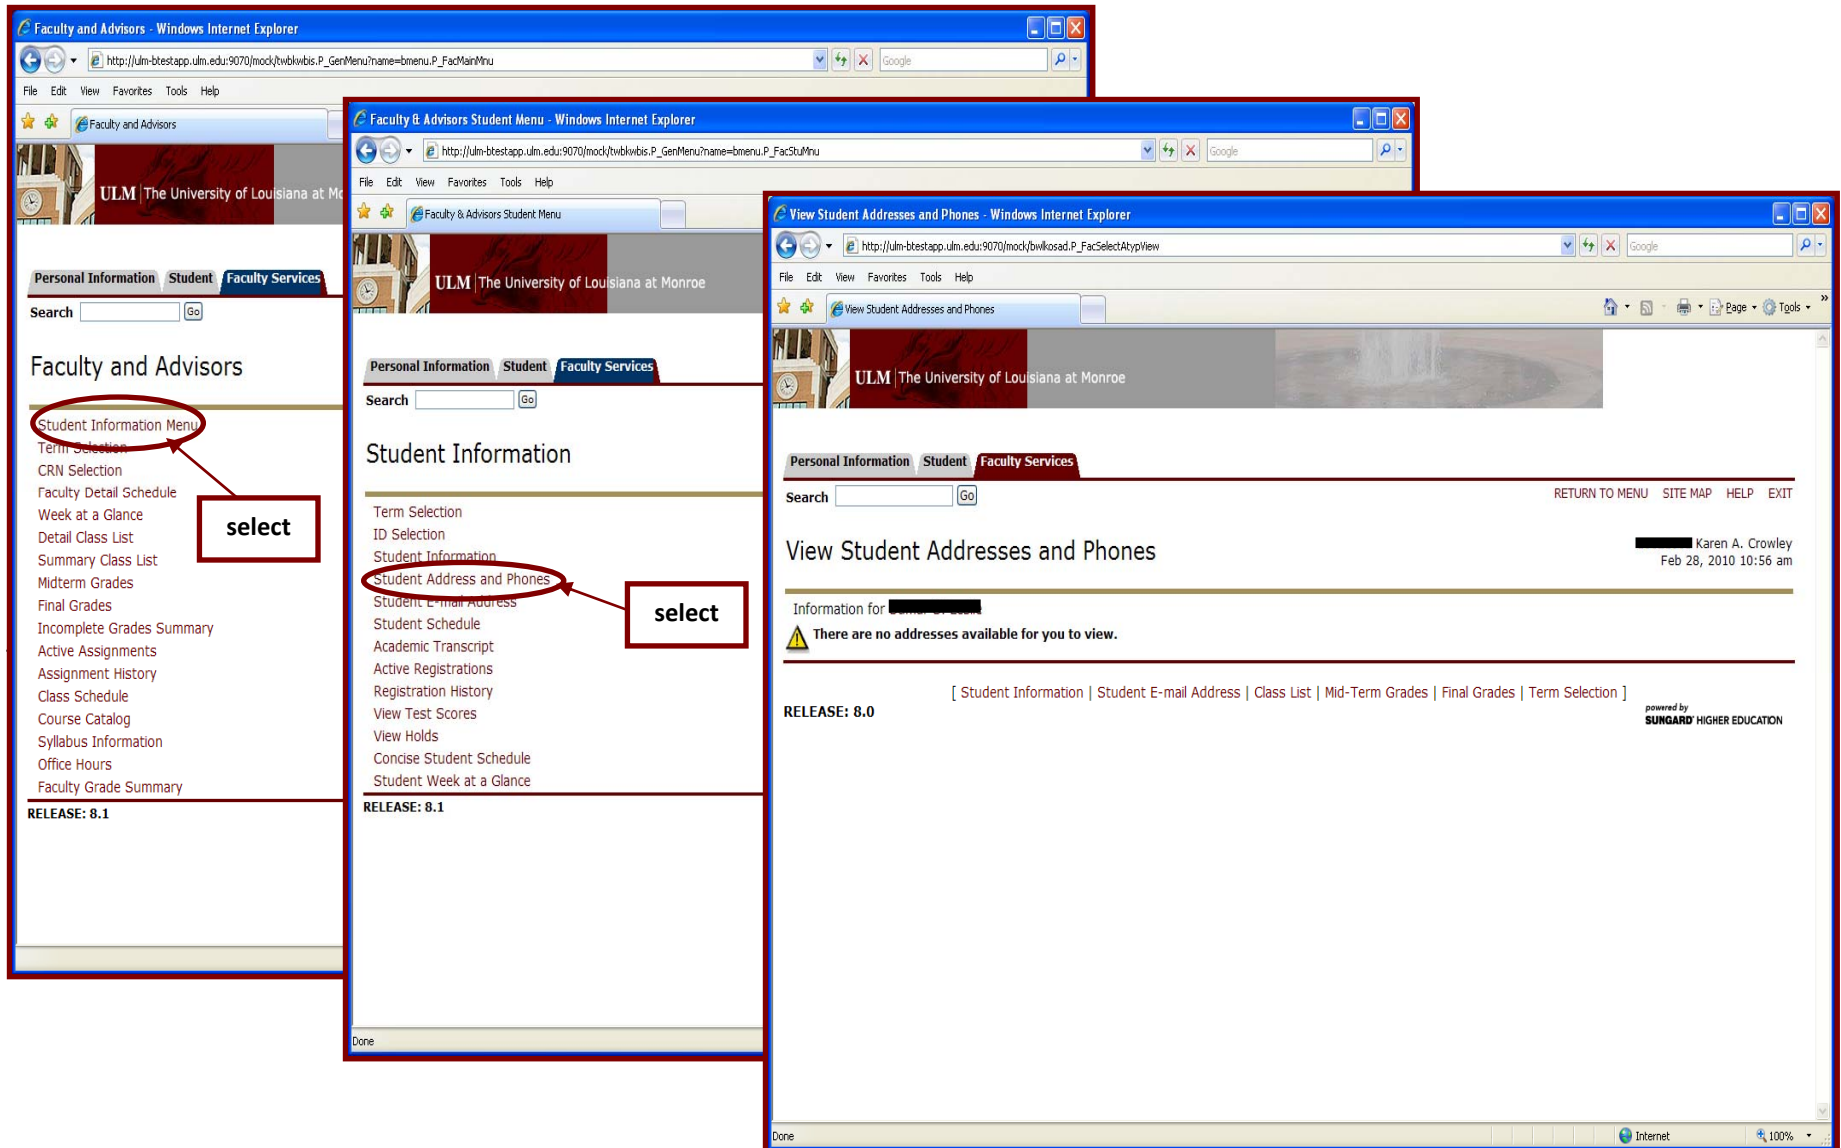 Faculty and Advisors - Windows Internet Explorer
http://ulm-btestapp.ulm.edu:9070/mock/twbkwbis.P_GenMenu?name=bmenu.P_FacMainMnu
Google
File Edit View Favorites Tools Help
Faculty and Advisors
ULM The University of Louisiana at Mo
Personal Information Student Faculty Services
Search Go
Faculty and Advisors
Student Information Menu
Term Selection
CRN Selection
Faculty Detail Schedule
Week at a Glance
Detail Class List
Summary Class List
Midterm Grades
Final Grades
Incomplete Grades Summary
Active Assignments
Assignment History
Class Schedule
Course Catalog
Syllabus Information
Office Hours
Faculty Grade Summary
RELEASE: 8.1
select
Faculty & Advisors Student Menu - Windows Internet Explorer
http://ulm-btestapp.ulm.edu:9070/mock/twbkwbis.P_GenMenu?name=bmenu.P_FacStuMnu
Google
File Edit View Favorites Tools Help
Faculty & Advisors Student Menu
ULM The University of Louisiana at Monroe
Personal Information Student Faculty Services
Search Go
Student Information
Term Selection
ID Selection
Student Information
Student Address and Phones
Student E-mail Address
Student Schedule
Academic Transcript
Active Registrations
Registration History
View Test Scores
View Holds
Concise Student Schedule
Student Week at a Glance
RELEASE: 8.1
Done
select
View Student Addresses and Phones - Windows Internet Explorer
http://ulm-btestapp.ulm.edu:9070/mock/bwlkosad.P_FacSelectAtypView
Google
File Edit View Favorites Tools Help
View Student Addresses and Phones
Page Tools »
ULM The University of Louisiana at Monroe
Personal Information Student Faculty Services
Search Go
RETURN TO MENU SITE MAP HELP EXIT
View Student Addresses and Phones
Karen A. Crowley
Feb 28, 2010 10:56 am
Information for
There are no addresses available for you to view.
[ Student Information | Student E-mail Address | Class List | Mid-Term Grades | Final Grades | Term Selection ]
RELEASE: 8.0
powered by
SUNGARD HIGHER EDUCATION
Done
Internet
100%